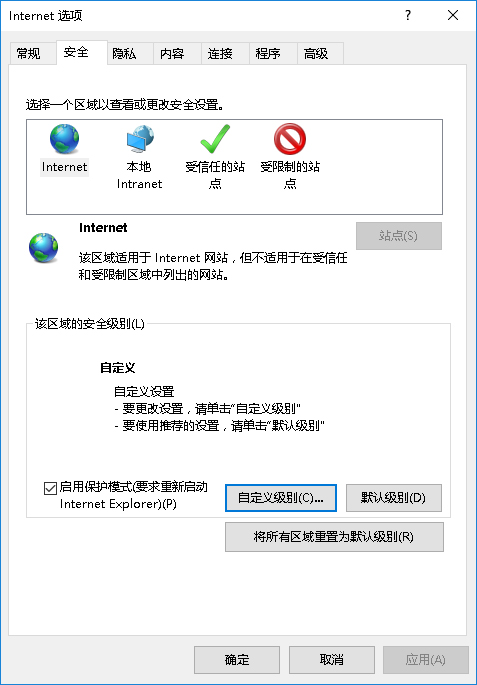 Internet 选项
?
常规 安全 隐私 内容 连接 程序 高级
选择一个区域以查看或更改安全设置。
Internet
本地
Intranet
受信任的站
点
受限制的站
点
Internet
站点(S)
该区域适用于 Internet 网站，但不适用于在受信任
和受限制区域中列出的网站。
该区域的安全级别(L)
自定义
自定义设置
- 要更改设置，请单击"自定义级别"
- 要使用推荐的设置，请单击"默认级别"
启用保护模式(要求重新启动
Internet Explorer)(P)
自定义级别(C)... 默认级别(D)
将所有区域重置为默认级别(R)
确定 取消 应用(A)